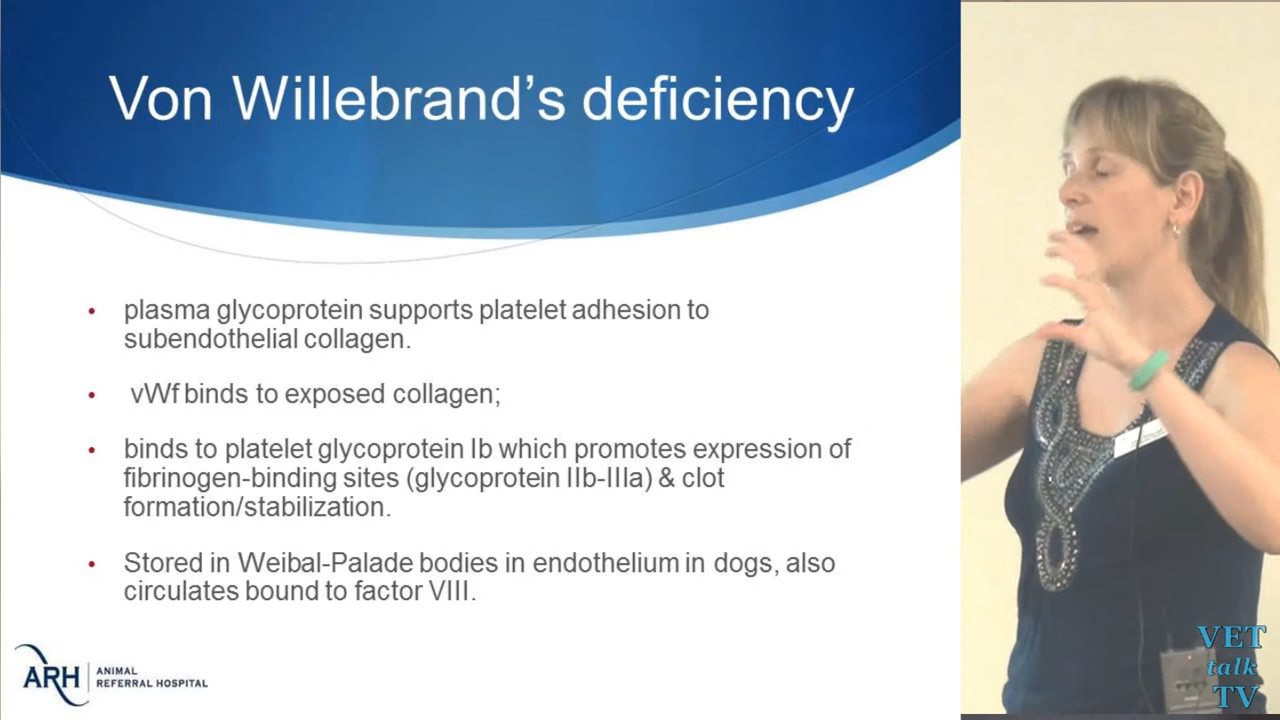 Von Willebrand's deficiency
• plasma glycoprotein supports platelet adhesion to
subendothelial collagen.
• vWf binds to exposed collagen;
• binds to platelet glycoprotein Ib which promotes expression of
fibrinogen-binding sites (glycoprotein IIb-IIIa) & clot
formation/stabilization.
• Stored in Weibal-Palade bodies in endothelium in dogs, also
circulates bound to factor VIII.
ARH
ANIMAL
REFERRAL HOSPITAL
VET
talk
TV